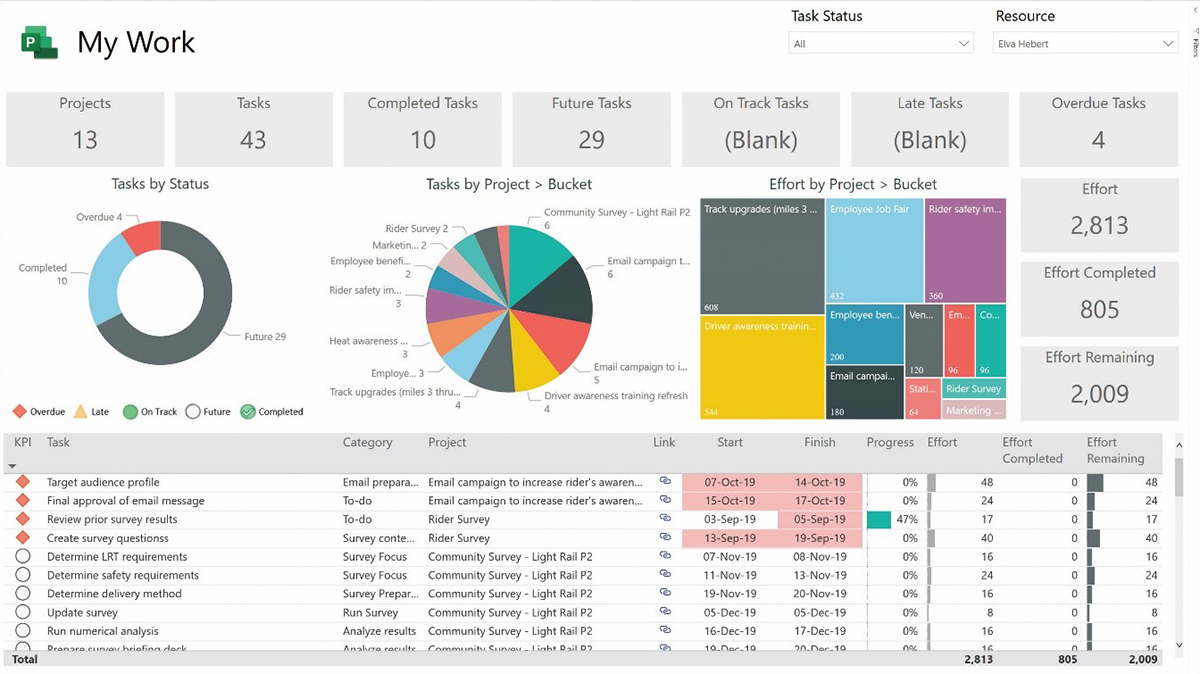 Task Status
Resource
P
My Work
All
Elva Hebert
Filters
Projects
13
Tasks
43
Completed Tasks
10
Future Tasks
29
On Track Tasks
(Blank)
Late Tasks
(Blank)
Overdue Tasks
4
Tasks by Status
Overdue 4
Completed
10
Future 29
Overdue
Late
On Track
Future
Completed
Tasks by Project > Bucket
Community Survey - Light Rail P2
6
Email campaign t...
6
Email campaign to i...
5
Driver awareness training refresh
4
Track upgrades (miles 3 thru...
4
Employe... 3
Heat awareness ...
3
Rider safety im...
3
Employee benefi...
2
Marketin... 2
Rider Survey 2
Effort by Project > Bucket
Track upgrades (miles 3 ...
608
Driver awareness trainin...
544
Employee Job Fair
432
Rider safety im...
360
Employee ben...
200
Email campai...
180
Ven...
120
Em...
96
Co...
96
Stati...
64
Rider Survey
Marketing ...
Effort
2,813
Effort Completed
805
Effort Remaining
2,009
KPI Task Category Project Link Start Finish Progress Effort Effort Completed Effort Remaining
Target audience profile Email prepara... Email campaign to increase rider's awaren... 07-Oct-19 14-Oct-19 0% 48 0 48
Final approval of email message To-do Email campaign to increase rider's awaren... 15-Oct-19 17-Oct-19 0% 24 0 24
Review prior survey results To-do Rider Survey 03-Sep-19 05-Sep-19 47% 17 0 17
Create survey questionss Survey conte... Rider Survey 13-Sep-19 19-Sep-19 0% 40 0 40
Determine LRT requirements Survey Focus Community Survey - Light Rail P2 07-Nov-19 08-Nov-19 0% 16 0 16
Determine safety requirements Survey Focus Community Survey - Light Rail P2 11-Nov-19 13-Nov-19 0% 24 0 24
Determine delivery method Survey Prepar... Community Survey - Light Rail P2 19-Nov-19 20-Nov-19 0% 16 0 16
Update survey Run Survey Community Survey - Light Rail P2 05-Dec-19 05-Dec-19 0% 8 0 8
Run numerical analysis Analyze results Community Survey - Light Rail P2 16-Dec-19 17-Dec-19 0% 16 0 16
Prepare survey briefing deck Analyze results Community Survey - Light Rail P2 19-Dec-19 20-Dec-19 0% 16 0 16
Total 2,813 805 2,009